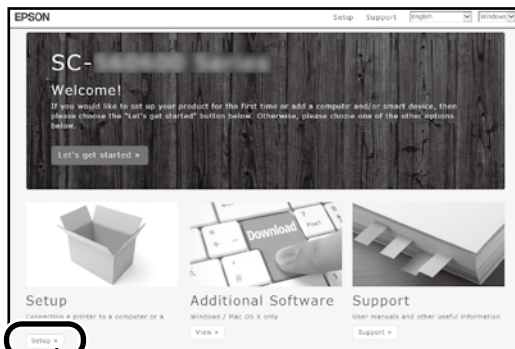 EPSON
Setup Support English Windows
SC-
Welcome!
If you would like to set up your product for the first time or add a computer and/or smart device, then
please choose the "Let's get started" button below. Otherwise, please choose one of the other options
below.
Let's get started »
Download
Setup
Additional Software
Support
Connecting a printer to a computer or a
Windows / Mac OS X only
User manuals and other useful information
Setup »
View »
Support »